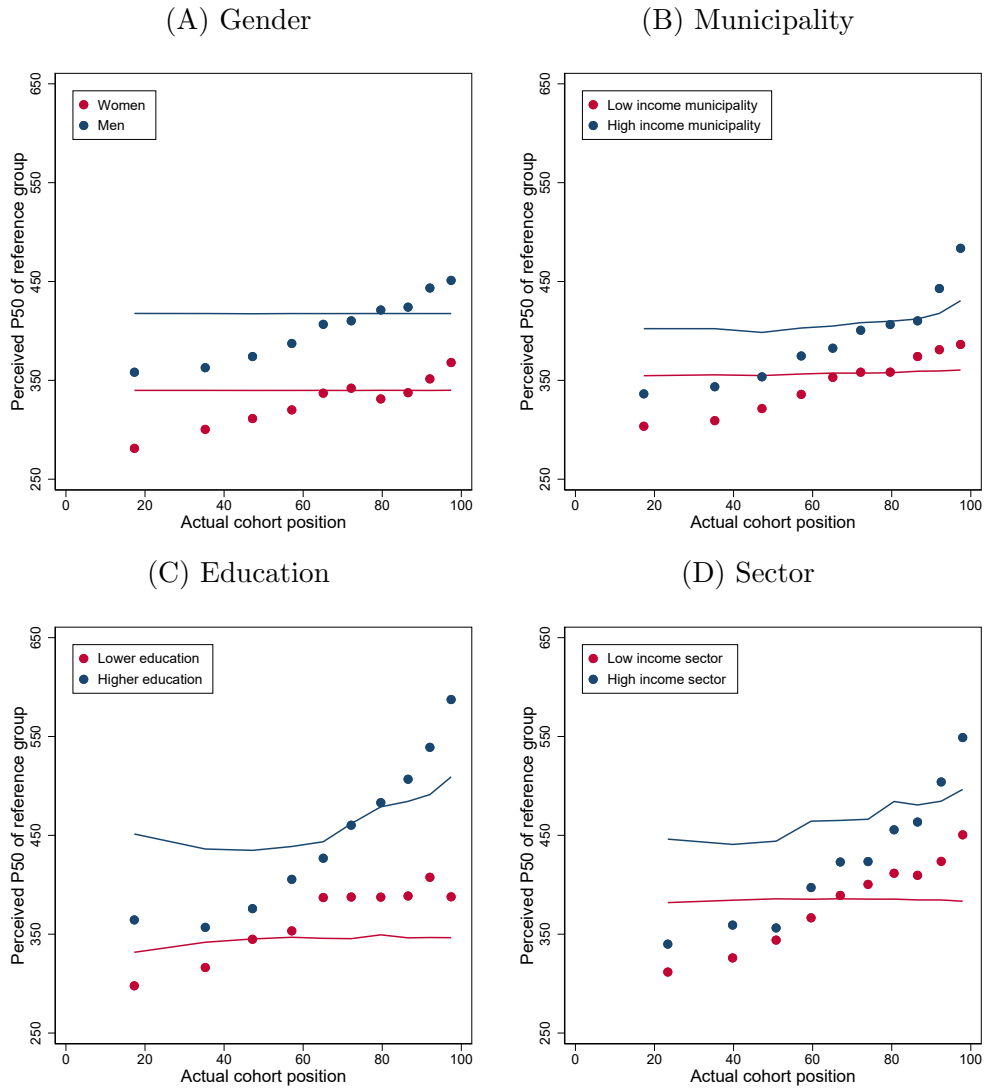 (A) Gender
Perceived P50 of reference group
650
550
450
350
250
Women
Men
0 20 40 60 80 100
Actual cohort position
(B) Municipality
Perceived P50 of reference group
650
550
450
350
250
Low income municipality
High income municipality
0 20 40 60 80 100
Actual cohort position
(C) Education
Perceived P50 of reference group
650
550
450
350
250
Lower education
Higher education
0 20 40 60 80 100
Actual cohort position
(D) Sector
Perceived P50 of reference group
650
550
450
350
250
Low income sector
High income sector
0 20 40 60 80 100
Actual cohort position